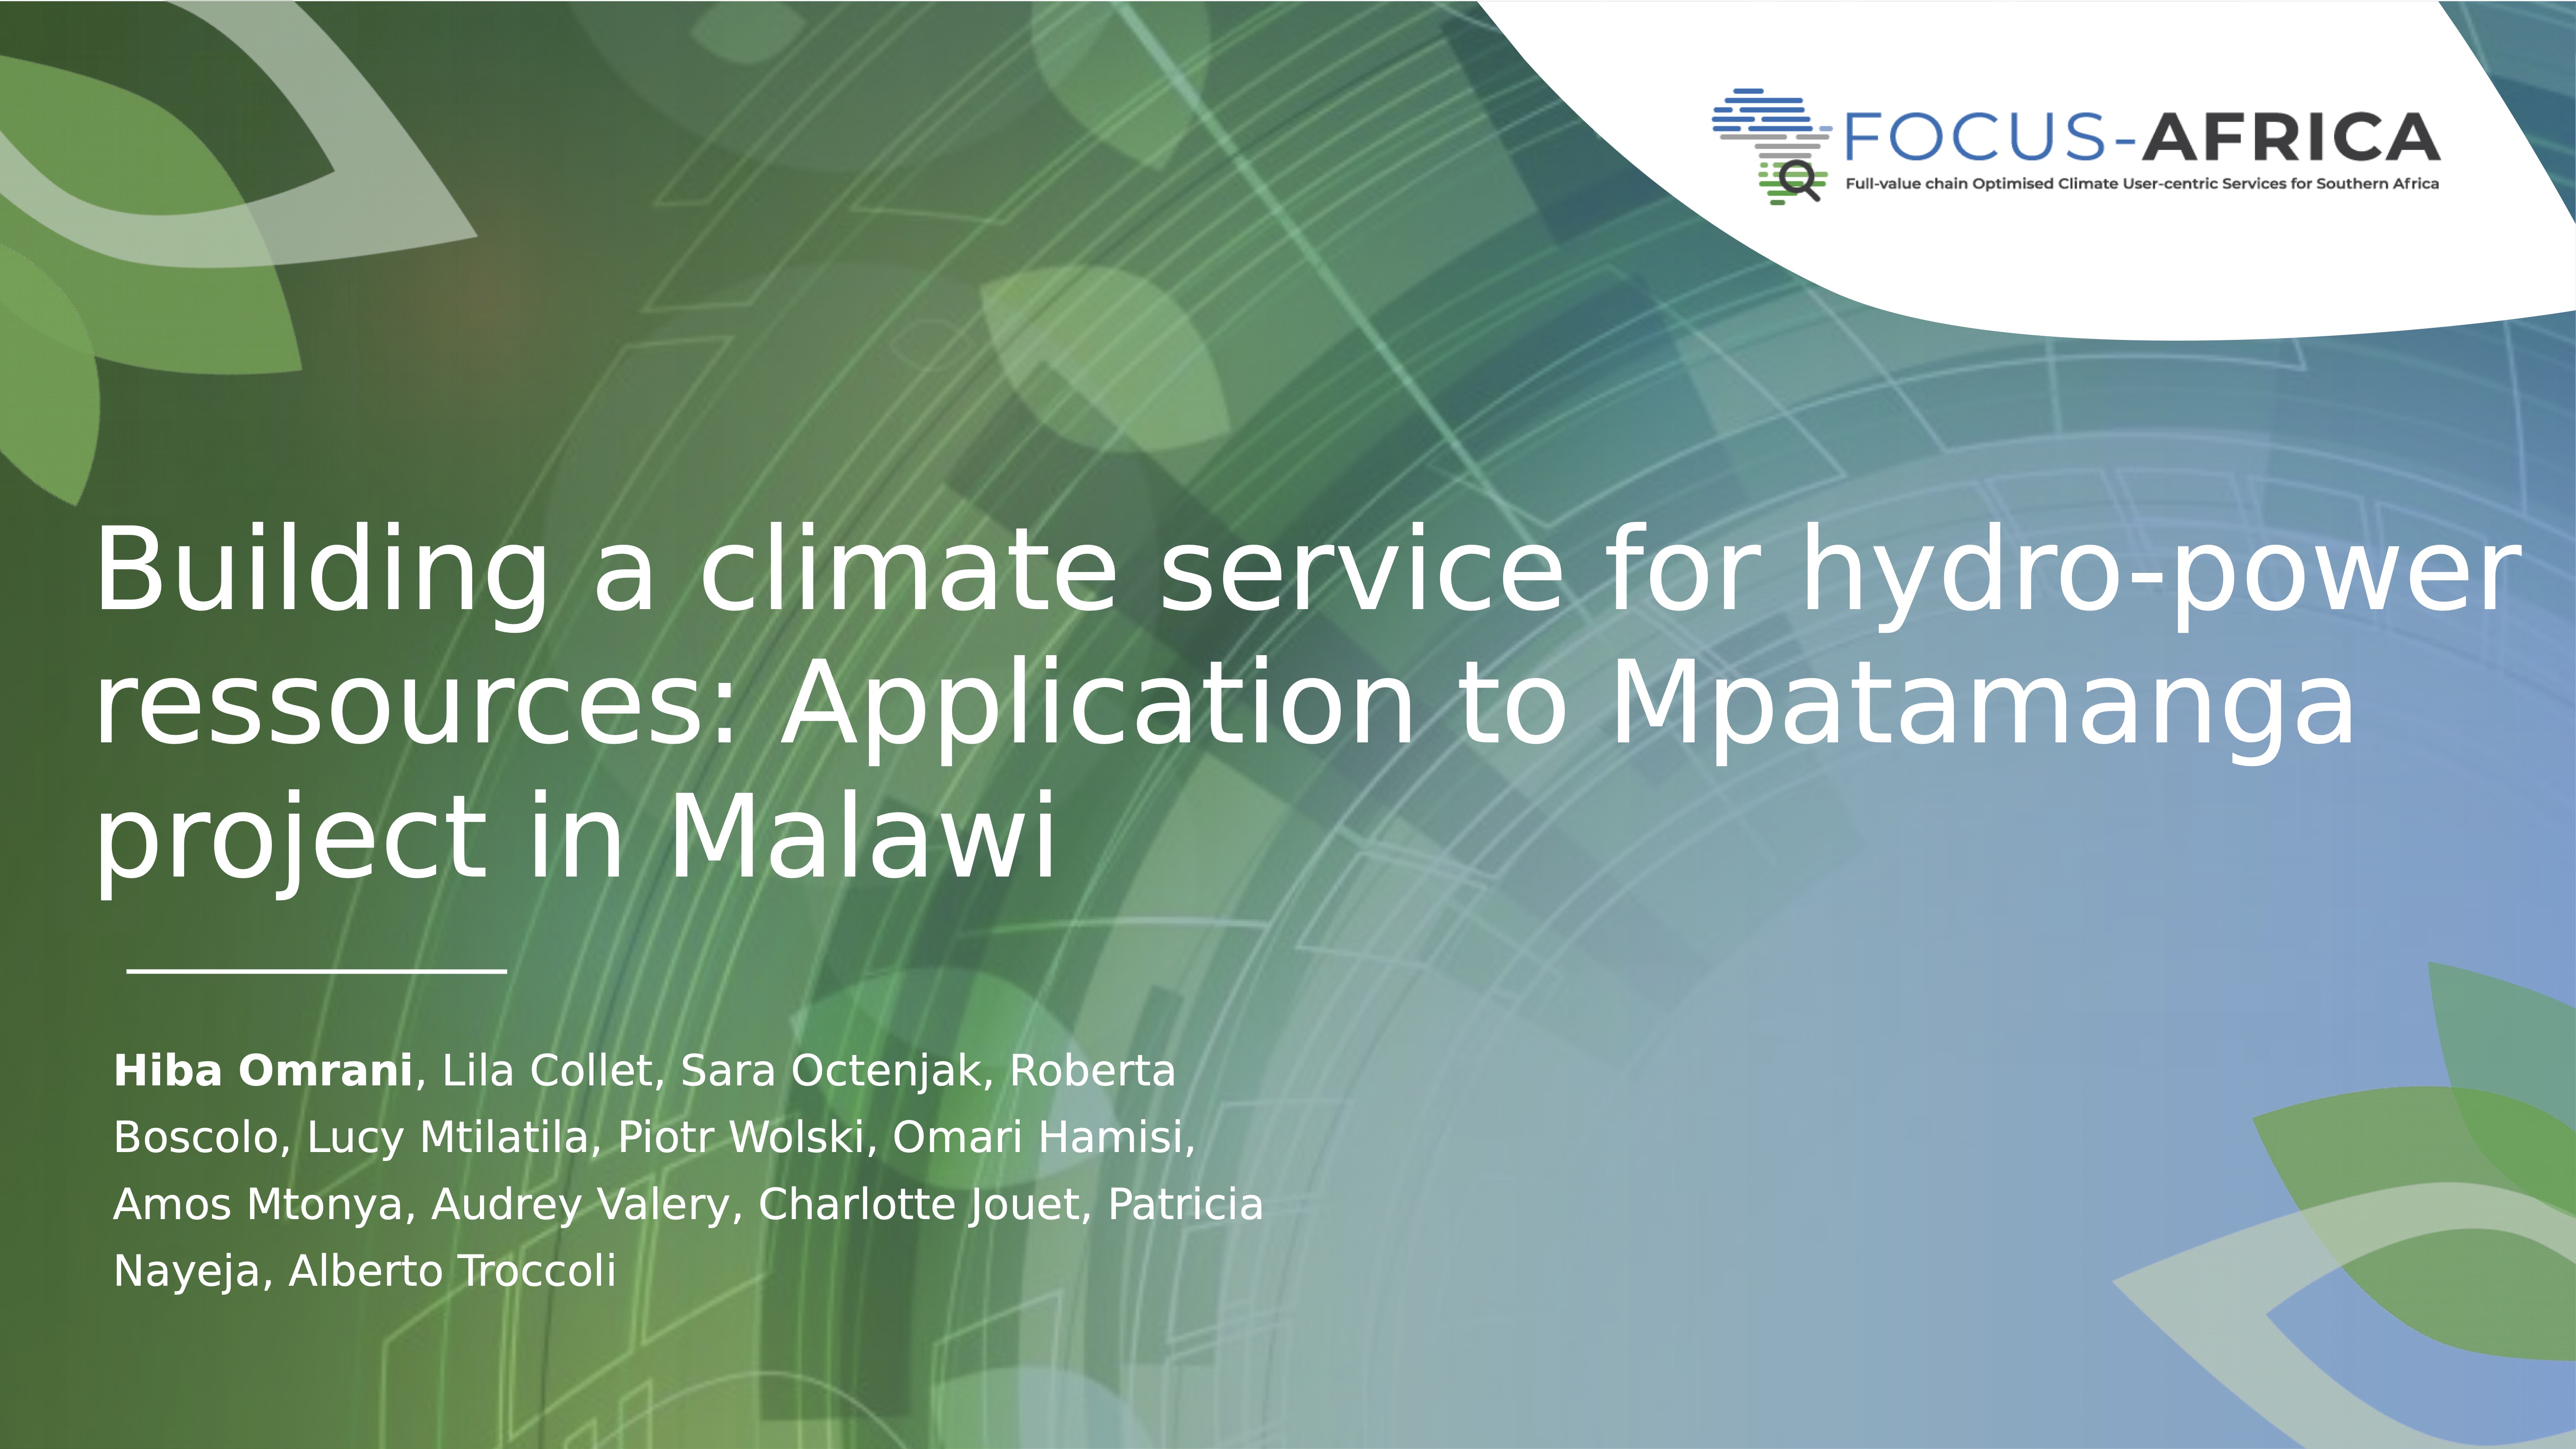 FOCUS-AFRICA
Full-value chain Optimised Climate User-centric Services for Southern Africa
Building a climate service for hydro-power
ressources: Application to Mpatamanga
project in Malawi
Hiba Omrani, Lila Collet, Sara Octenjak, Roberta
Boscolo, Lucy Mtilatila, Piotr Wolski, Omari Hamisi,
Amos Mtonya, Audrey Valery, Charlotte Jouet, Patricia
Nayeja, Alberto Troccoli